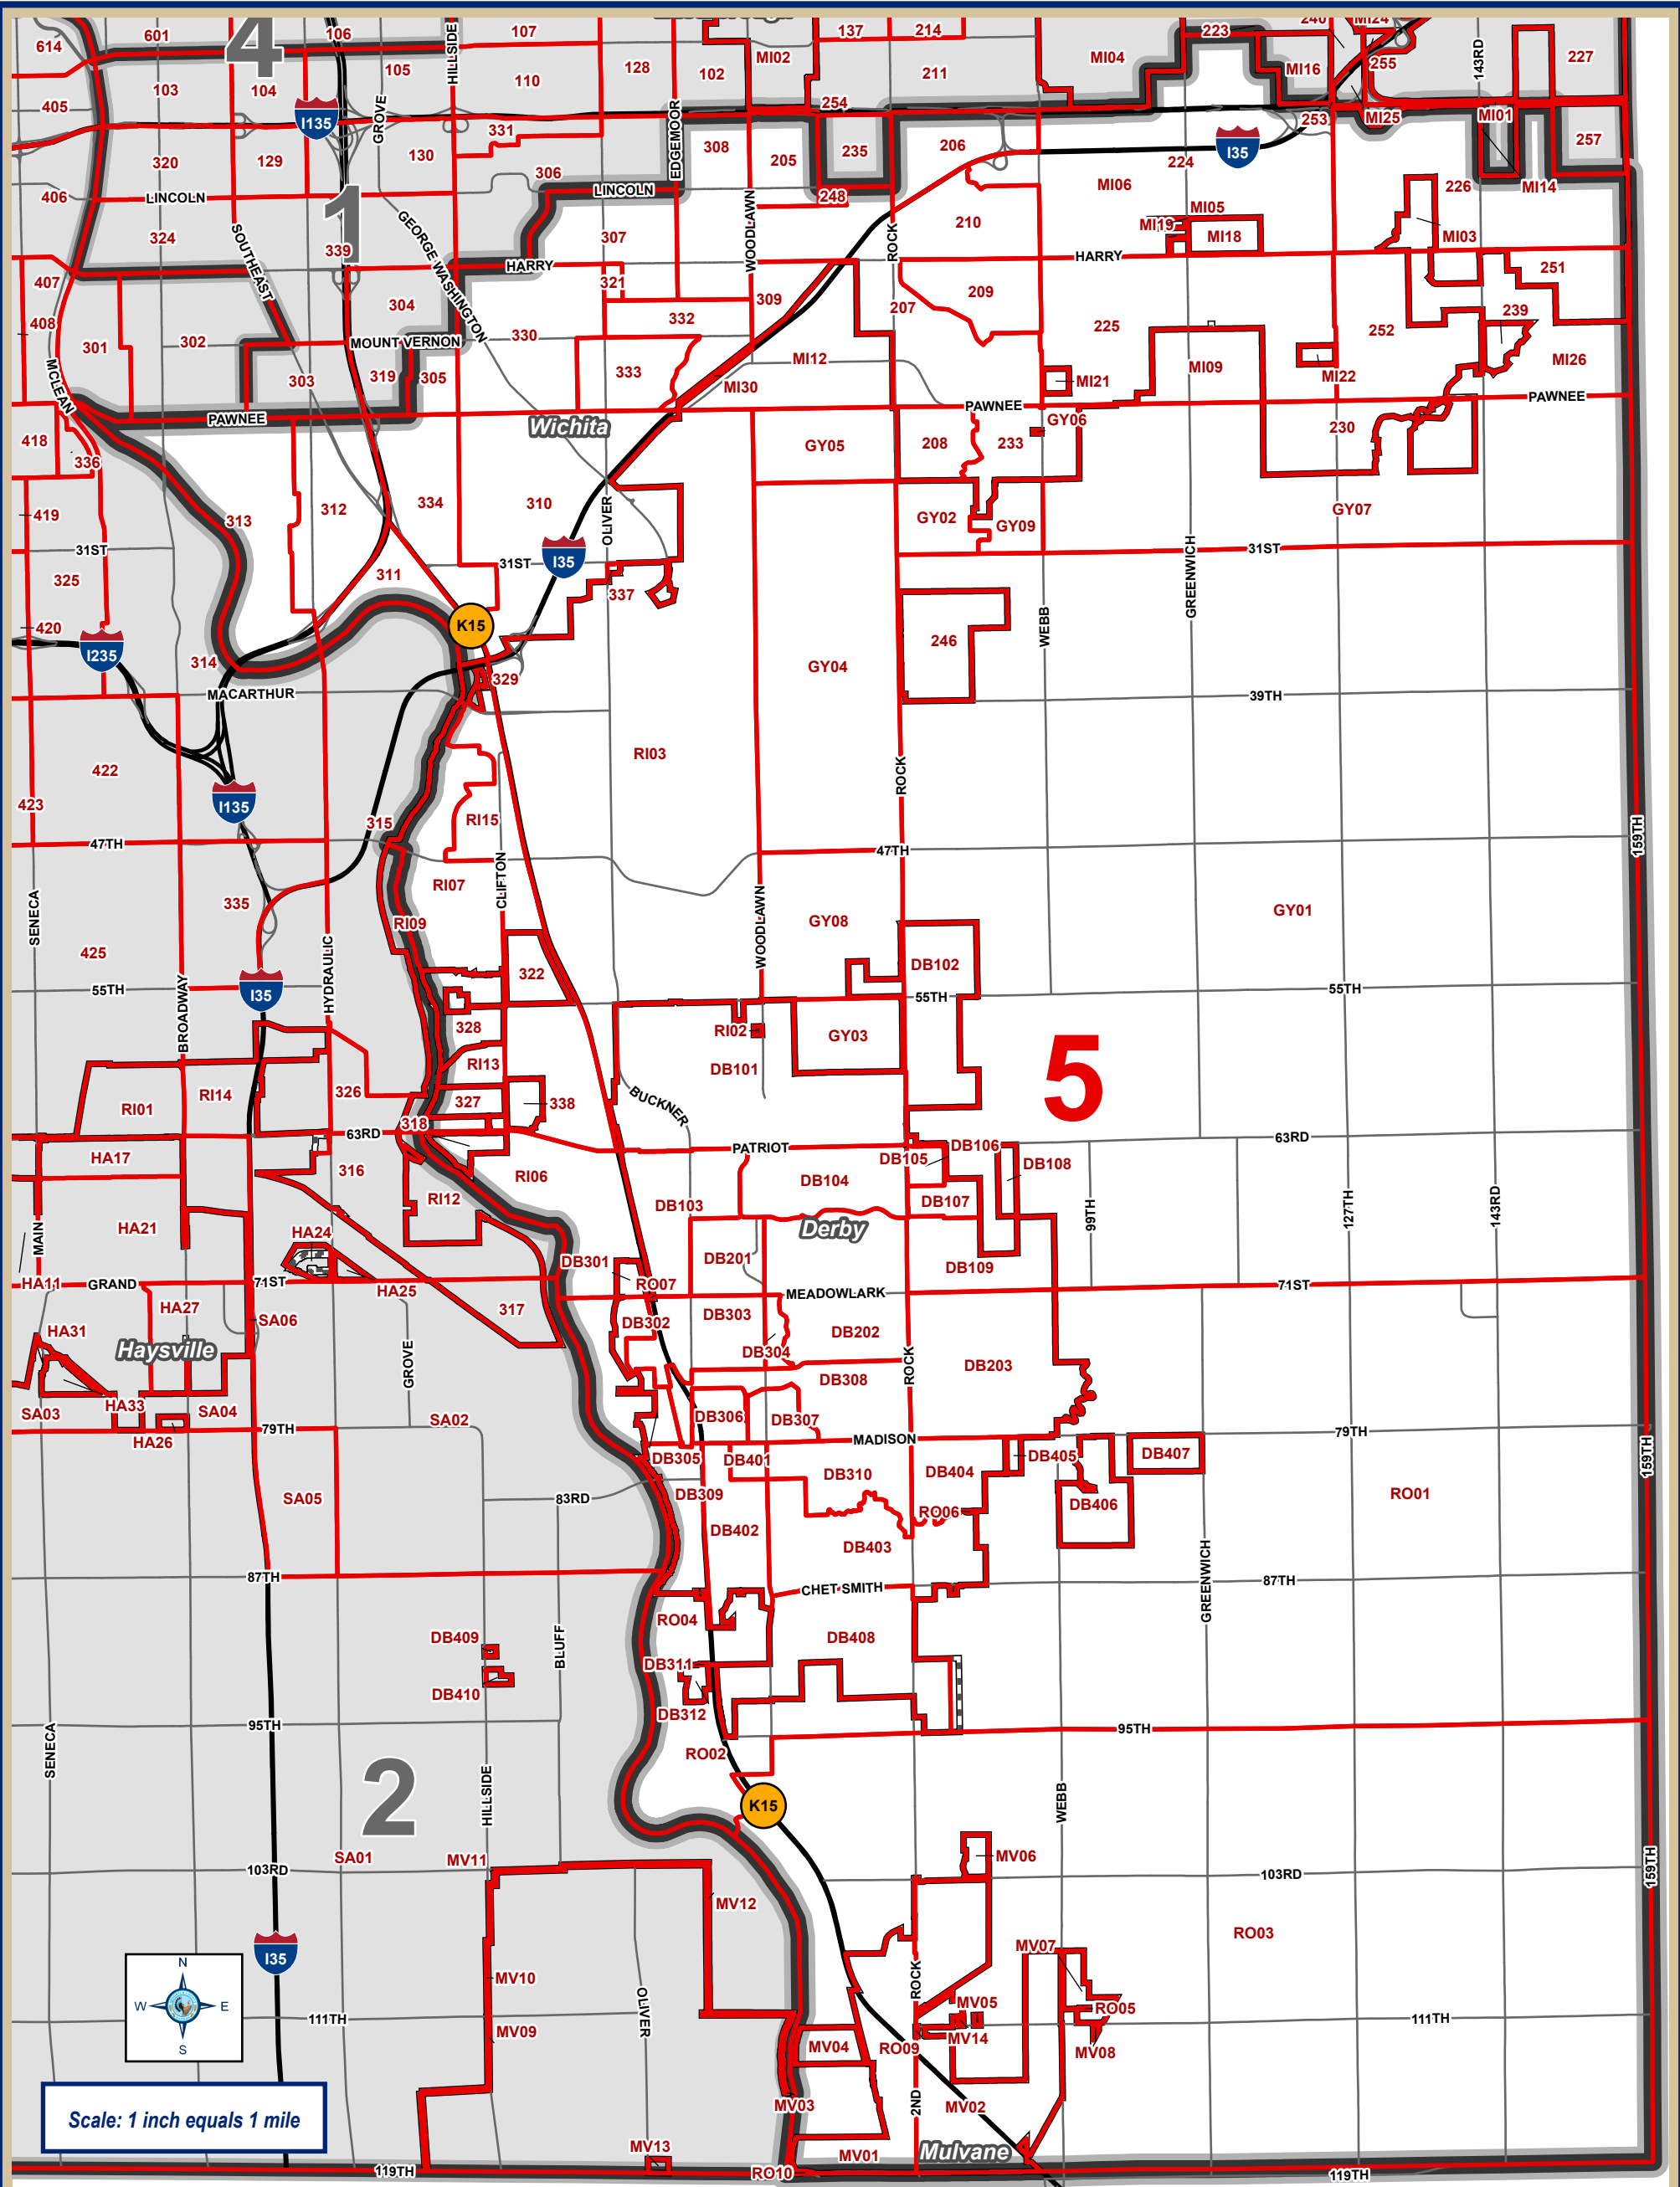 614
601
4
106
107
137
214
223
240
MI24
HILLSIDE
105
110
128
102
MI02
211
MI04
MI16
255
143RD
227
405
103
104
I135
GROVE
EDGEMOOR
254
253
MI25
MI01
257
320
129
130
331
306
308
205
235
206
224
I35
226
MI14
406
LINCOLN
LINCOLN
248
MI06
324
SOUTHEAST
1
339
GEORGE WASHINGTON
307
WOODLAWN
ROCK
210
MI05
MI19
MI18
MI03
HARRY
HARRY
407
408
301
302
304
321
309
207
209
225
252
251
239
332
330
MOUNT VERNON
MCLEAN
303
319
305
333
MI30
MI12
MI21
MI09
MI22
MI26
PAWNEE
PAWNEE
PAWNEE
Wichita
418
336
GY05
208
233
GY06
230
419
313
312
334
310
OLIVER
GY02
GY09
GY07
31ST
31ST
31ST
325
311
I35
337
GREENWICH
420
I235
K15
246
WEBB
314
MACARTHUR
329
GY04
39TH
422
RI03
ROCK
423
I135
315
RI15
47TH
47TH
159TH
335
RI07
CLIFTON
WOODLAWN
GY01
SENECA
RI09
GY08
425
HYDRAULIC
322
DB102
55TH
I35
55TH
55TH
BROADWAY
328
RI02
GY03
RI13
DB101
5
RI01
RI14
326
327
338
BUCKNER
318
63RD
63RD
HA17
PATRIOT
DB105
DB106
DB108
316
RI12
RI06
DB104
DB107
DB103
99TH
127TH
143RD
HA21
MAIN
HA24
Derby
DB301
DB201
DB109
HA11
GRAND
71ST
HA25
RO07
MEADOWLARK
71ST
HA27
SA06
317
DB302
DB303
DB202
HA31
Haysville
GROVE
DB304
DB203
DB308
ROCK
SA03
HA33
SA04
SA02
DB306
DB307
HA26
79TH
MADISON
79TH
DB305
DB401
DB405
DB407
159TH
SA05
83RD
DB309
DB310
DB404
DB406
RO01
DB402
RO06
DB403
87TH
CHET SMITH
87TH
GREENWICH
RO04
DB409
BLUFF
DB408
DB311
DB410
DB312
95TH
95TH
SENECA
RO02
2
HILLSIDE
K15
WEBB
103RD
SA01
MV11
MV06
103RD
159TH
MV12
I35
MV07
RO03
N
W
E
S
MV10
OLIVER
ROCK
MV05
RO05
111TH
MV09
MV14
111TH
MV04
RO09
MV08
MV03
2ND
MV02
Scale: 1 inch equals 1 mile
MV13
MV01
Mulvane
119TH
RO10
119TH